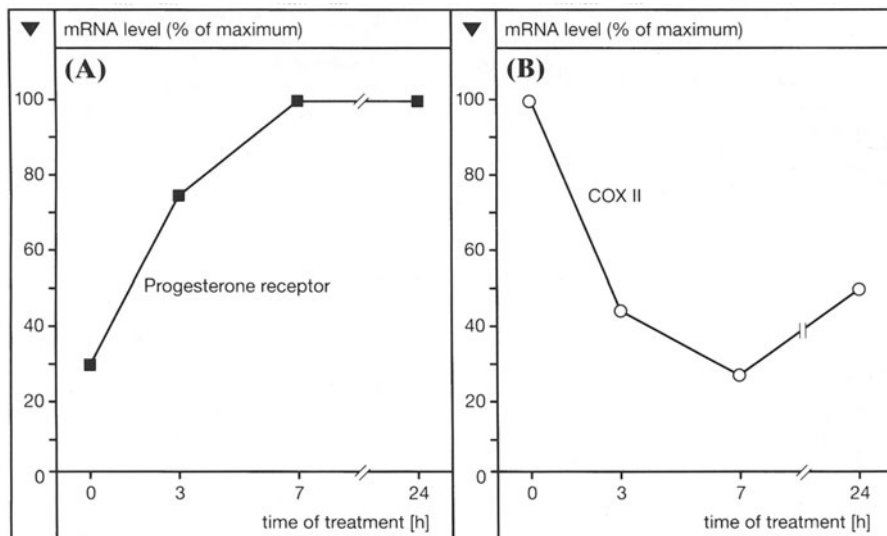 mRNA level (% of maximum)
(A)
100
80
60
40
20
0
Progesterone receptor
0 3 7 24
time of treatment [h]
mRNA level (% of maximum)
(B)
100
80
60
40
20
0
COX II
0 3 7 24
time of treatment [h]